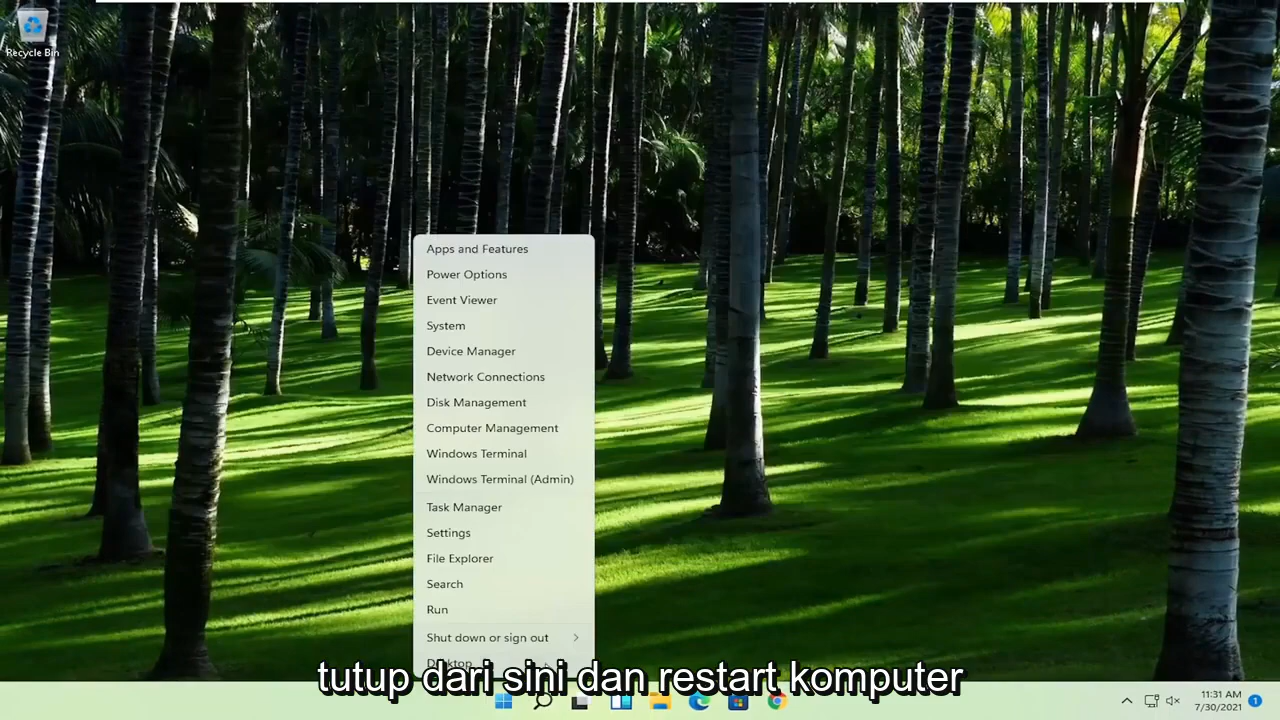 Recycle Bin
Apps and Features
Power Options
Event Viewer
System
Device Manager
Network Connections
Disk Management
Computer Management
Windows Terminal
Windows Terminal (Admin)
Task Manager
Settings
File Explorer
Search
Run
Shut down or sign out
Desktop
tutup dari sini dan restart komputer
11:31 AM
7/30/2021
1